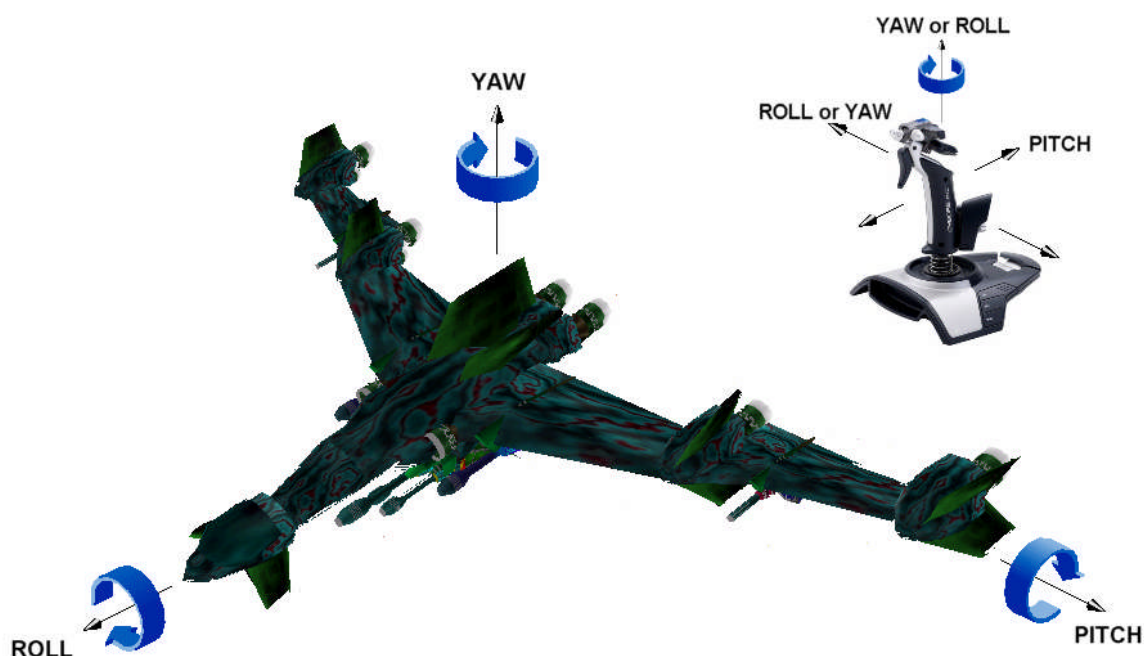 YAW or ROLL
YAW
ROLL or YAW
PITCH
ROLL
PITCH